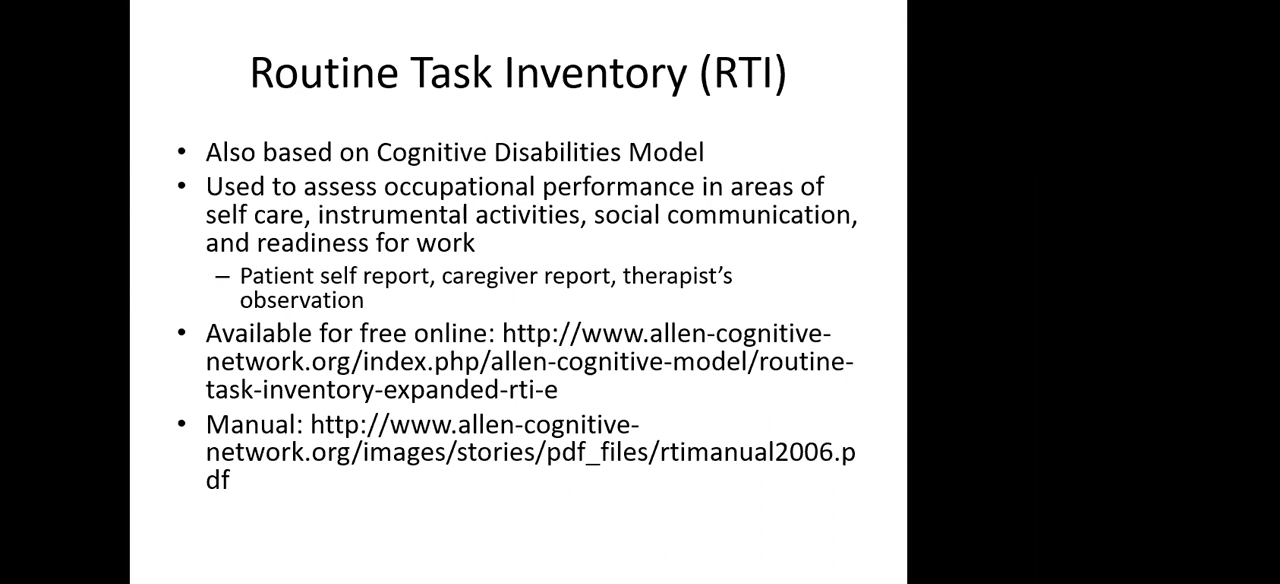 Routine Task Inventory (RTI)
• Also based on Cognitive Disabilities Model
• Used to assess occupational performance in areas of
self care, instrumental activities, social communication,
and readiness for work
– Patient self report, caregiver report, therapist’s
observation
• Available for free online: http://www.allen-cognitive-
network.org/index.php/allen-cognitive-model/routine-
task-inventory-expanded-rti-e
• Manual: http://www.allen-cognitive-
network.org/images/stories/pdf_files/rtimanual2006.p
df